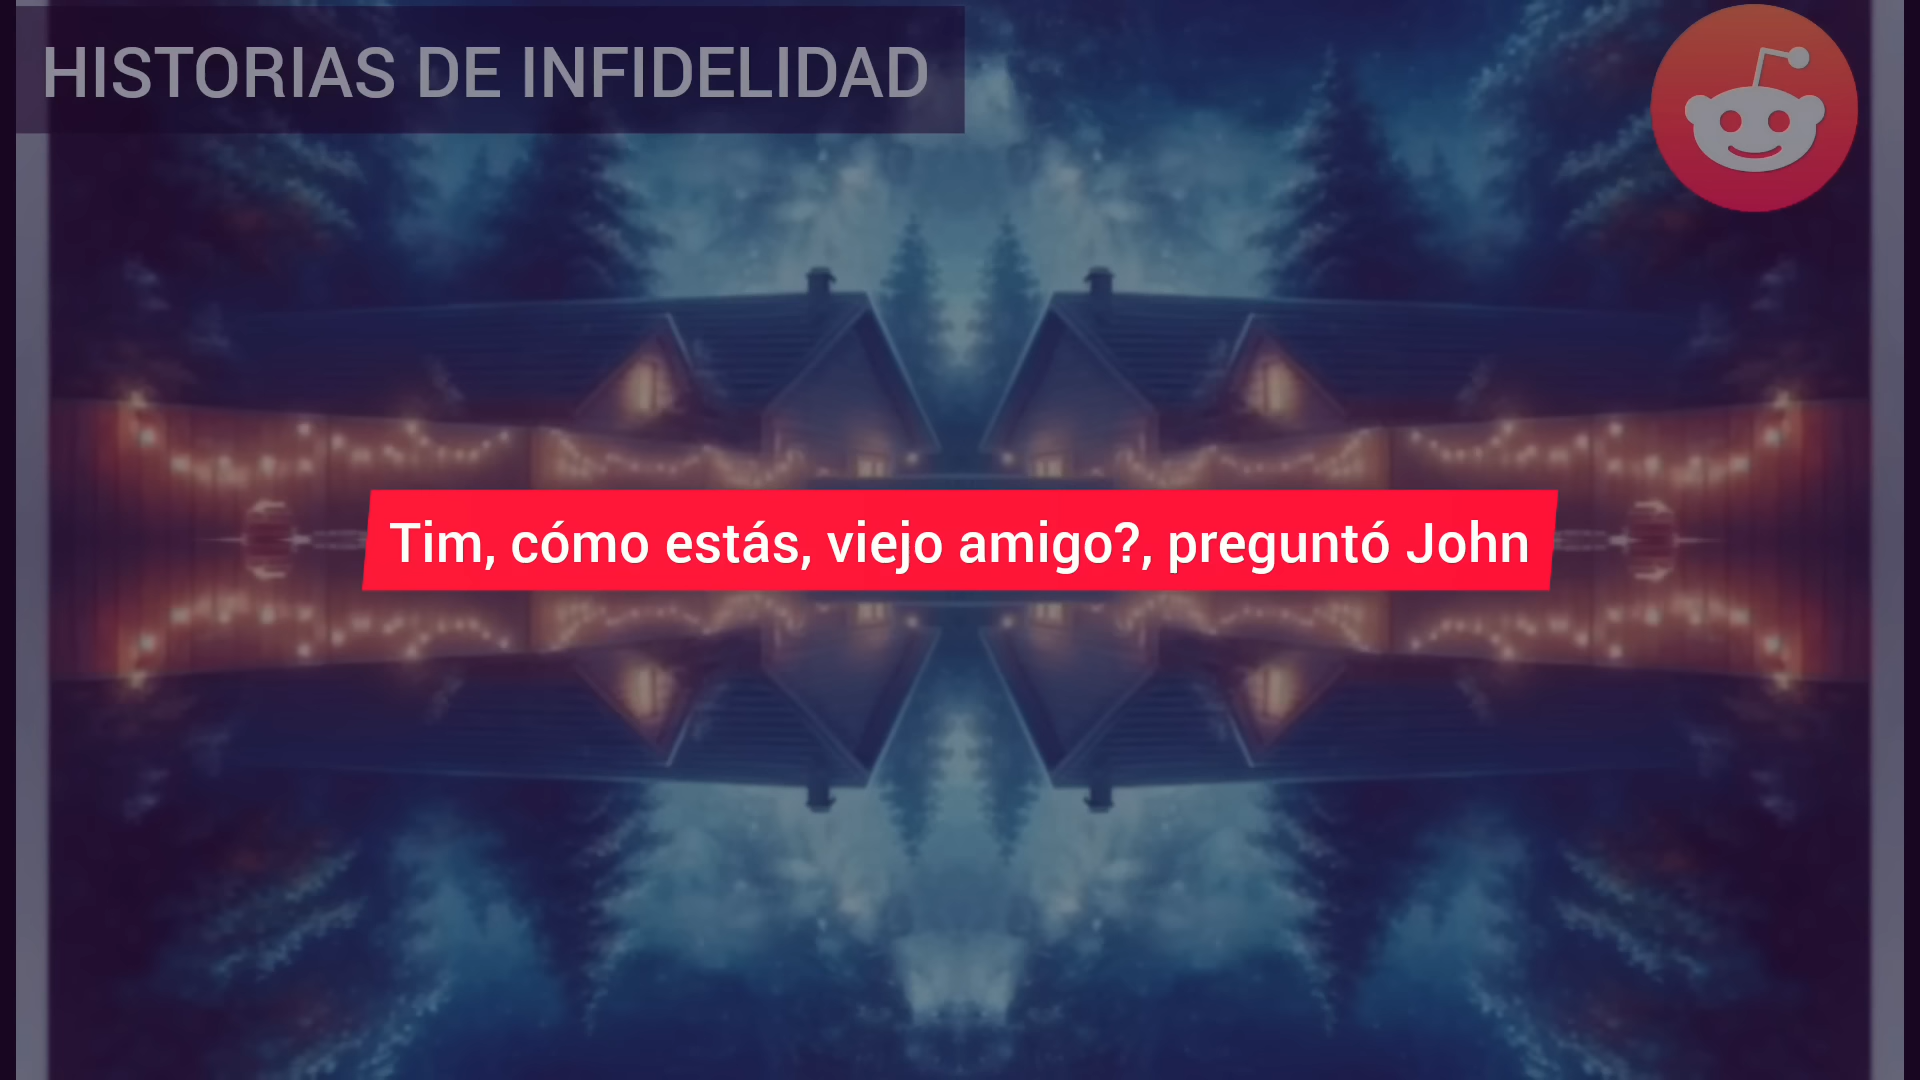 HISTORIAS DE INFIDELIDAD
Tim, cómo estás, viejo amigo?, preguntó John